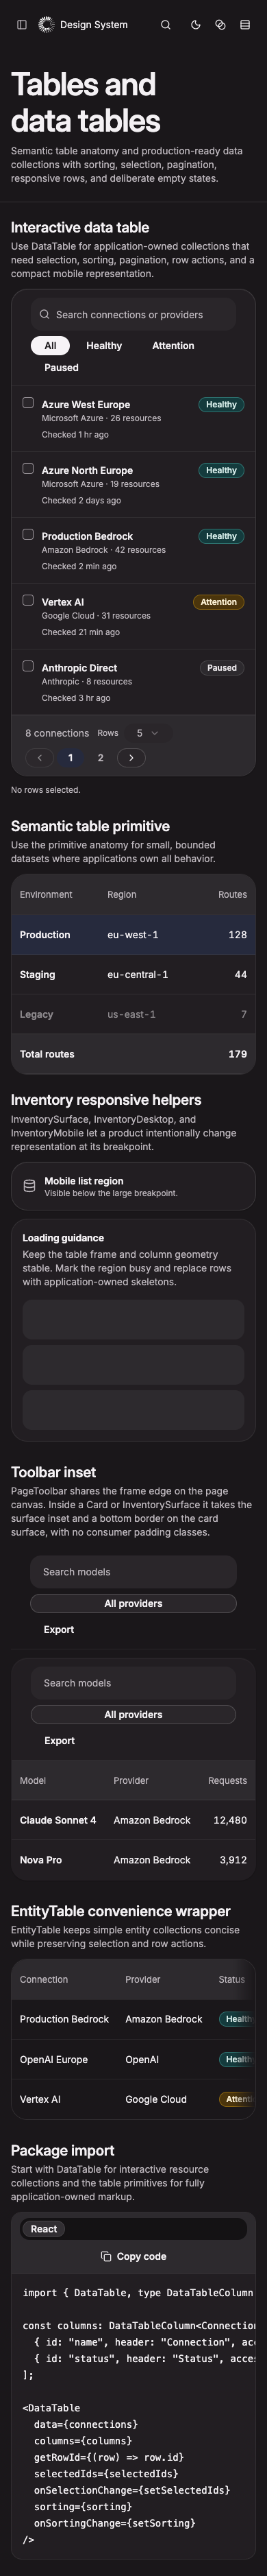 Design System
Tables and
data tables
Semantic table anatomy and production-ready data
collections with sorting, selection, pagination,
responsive rows, and deliberate empty states.
Interactive data table
Use DataTable for application-owned collections that
need selection, sorting, pagination, row actions, and a
compact mobile representation.
Search connections or providers
All Healthy Attention
Paused
Azure West Europe Healthy
Microsoft Azure · 26 resources
Checked 1 hr ago
Azure North Europe Healthy
Microsoft Azure · 19 resources
Checked 2 days ago
Production Bedrock Healthy
Amazon Bedrock · 42 resources
Checked 2 min ago
Vertex AI Attention
Google Cloud · 31 resources
Checked 21 min ago
Anthropic Direct Paused
Anthropic · 8 resources
Checked 3 hr ago
8 connections Rows 5
1 2
No rows selected.
Semantic table primitive
Use the primitive anatomy for small, bounded
datasets where applications own all behavior.
Environment Region Routes
Production eu-west-1 128
Staging eu-central-1 44
Legacy us-east-1 7
Total routes 179
Inventory responsive helpers
InventorySurface, InventoryDesktop, and
InventoryMobile let a product intentionally change
representation at its breakpoint.
Mobile list region
Visible below the large breakpoint.
Loading guidance
Keep the table frame and column geometry
stable. Mark the region busy and replace rows
with application-owned skeletons.
Toolbar inset
PageToolbar shares the frame edge on the page
canvas. Inside a Card or InventorySurface it takes the
surface inset and a bottom border on the card
surface, with no consumer padding classes.
Search models
All providers
Export
Search models
All providers
Export
Model Provider Requests
Claude Sonnet 4 Amazon Bedrock 12,480
Nova Pro Amazon Bedrock 3,912
EntityTable convenience wrapper
EntityTable keeps simple entity collections concise
while preserving selection and row actions.
Connection Provider Status
Production Bedrock Amazon Bedrock Health
OpenAI Europe OpenAI Health
Vertex AI Google Cloud Attenti
Package import
Start with DataTable for interactive resource
collections and the table primitives for fully
application-owned markup.
React
Copy code
import { DataTable, type DataTableColumn
const columns: DataTableColumn<Connection
{ id: "name", header: "Connection", acc
{ id: "status", header: "Status", acces
];
<DataTable
data={connections}
columns={columns}
getRowId={(row) => row.id}
selectedIds={selectedIds}
onSelectionChange={setSelectedIds}
sorting={sorting}
onSortingChange={setSorting}
/>